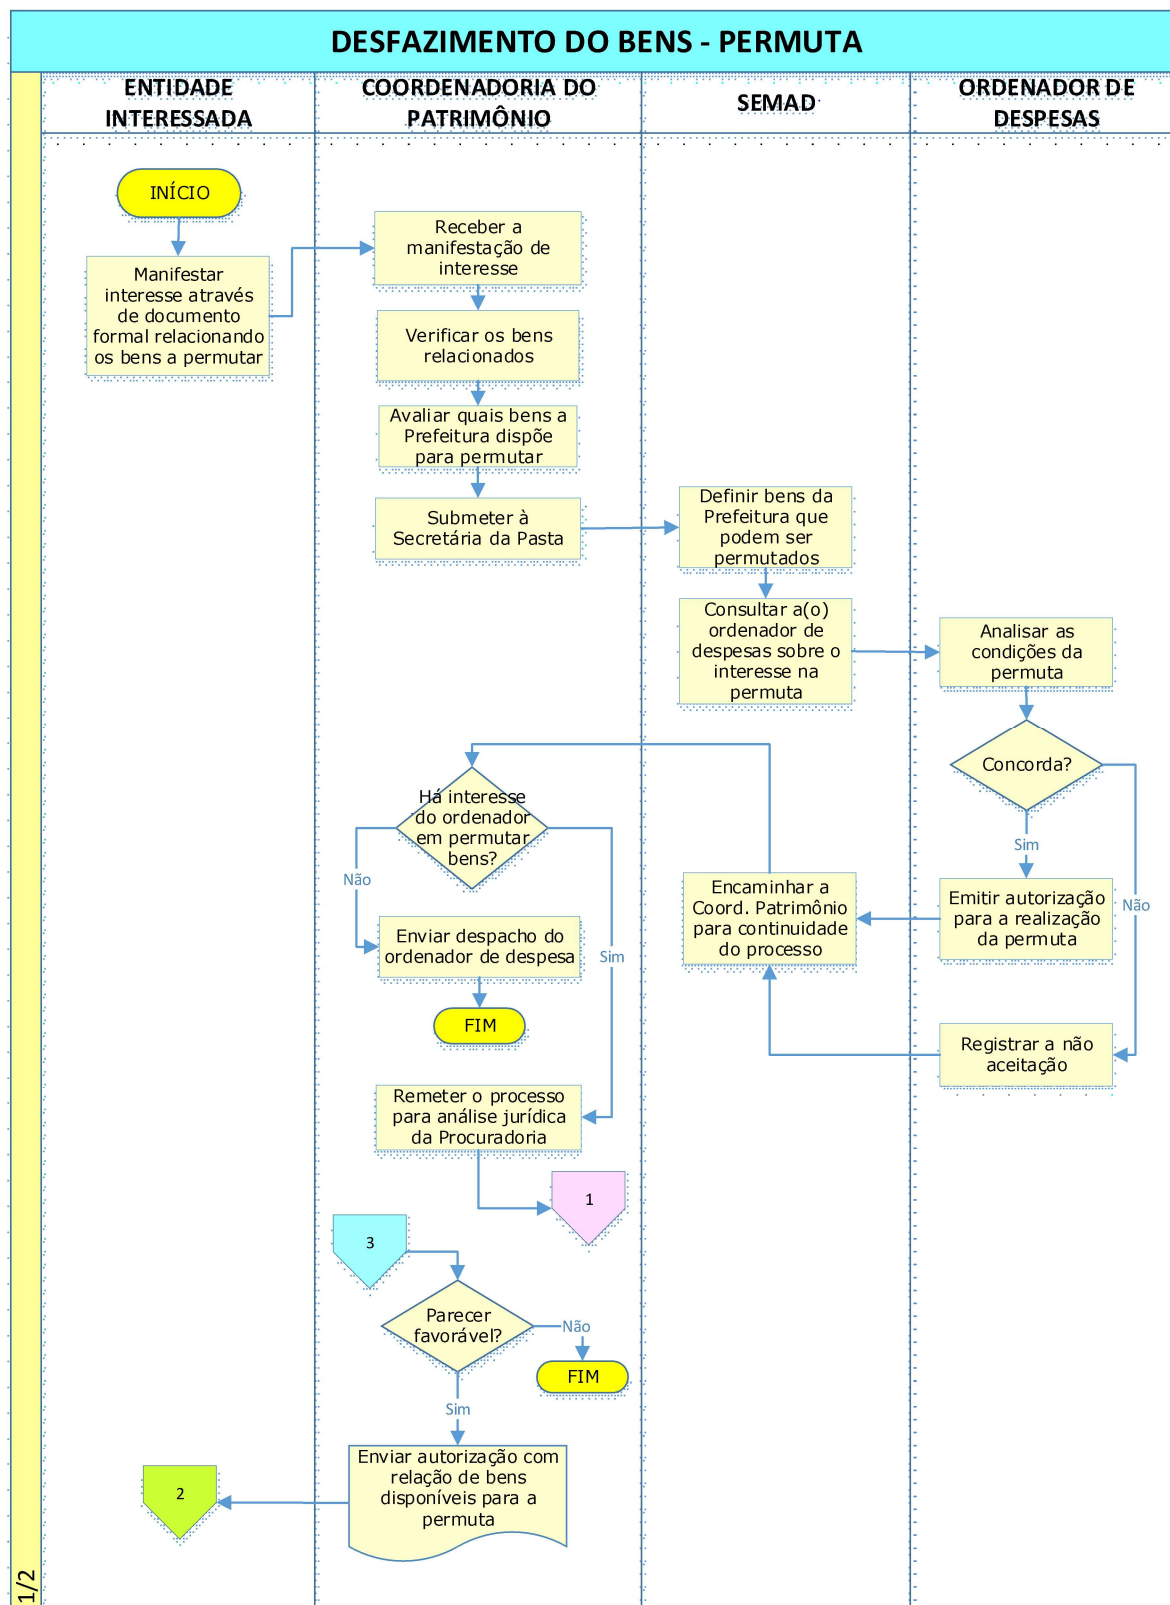 DESFAZIMENTO DO BENS - PERMUTA
ENTIDADE
INTERESSADA
COORDENADORIA DO
PATRIMÔNIO
SEMAD
ORDENADOR DE
DESPESAS
INÍCIO
Manifestar
interesse através
de documento
formal relacionando
os bens a permutar
Receber a
manifestação de
interesse
Verificar os bens
relacionados
Avaliar quais bens a
Prefeitura dispõe
para permutar
Submeter à
Secretária da Pasta
Definir bens da
Prefeitura que
podem ser
permutados
Consultar a(o)
ordenador de
despesas sobre o
interesse na
permuta
Analisar as
condições da
permuta
Concorda?
Sim
Não
Emitir autorização
para a realização
da permuta
Registrar a não
aceitação
Encaminhar a
Coord. Patrimônio
para continuidade
do processo
Há interesse
do ordenador
em permutar
bens?
Não
Sim
Enviar despacho do
ordenador de despesa
FIM
Remeter o processo
para análise jurídica
da Procuradoria
1
3
Parecer
favorável?
Não
FIM
Sim
Enviar autorização com
relação de bens
disponíveis para a
permuta
2
1/2